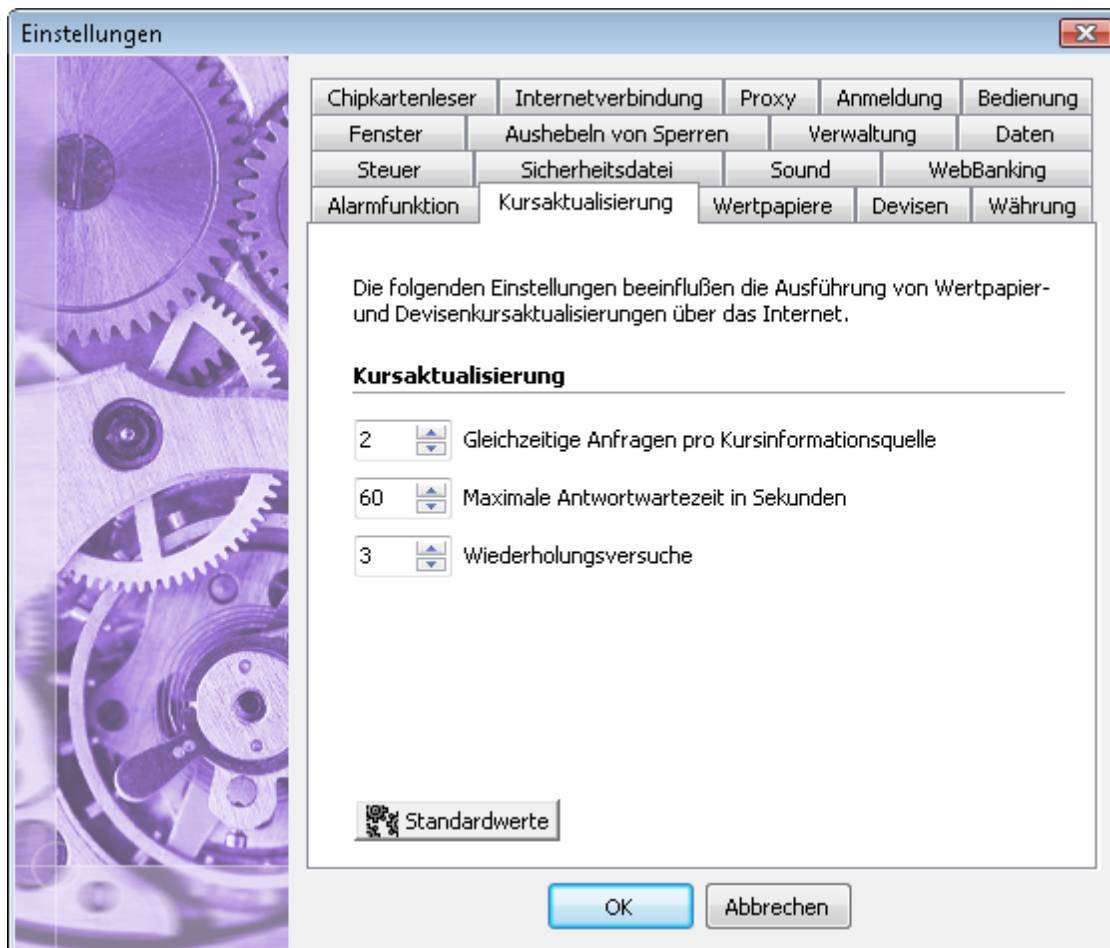 Einstellungen
Chipkartenleser Internetverbindung Proxy Anmeldung Bedienung
Fenster Aushebeln von Sperren Verwaltung Daten
Steuer Sicherheitsdatei Sound WebBanking
Alarmfunktion Kursaktualisierung Wertpapiere Devisen Währung
Die folgenden Einstellungen beeinflußen die Ausführung von Wertpapier-
und Devisenkursaktualisierungen über das Internet.
Kursaktualisierung
2 Gleichzeitige Anfragen pro Kursinformationsquelle
60 Maximale Antwortwartezeit in Sekunden
3 Wiederholungsversuche
Standardwerte
OK Abbrechen